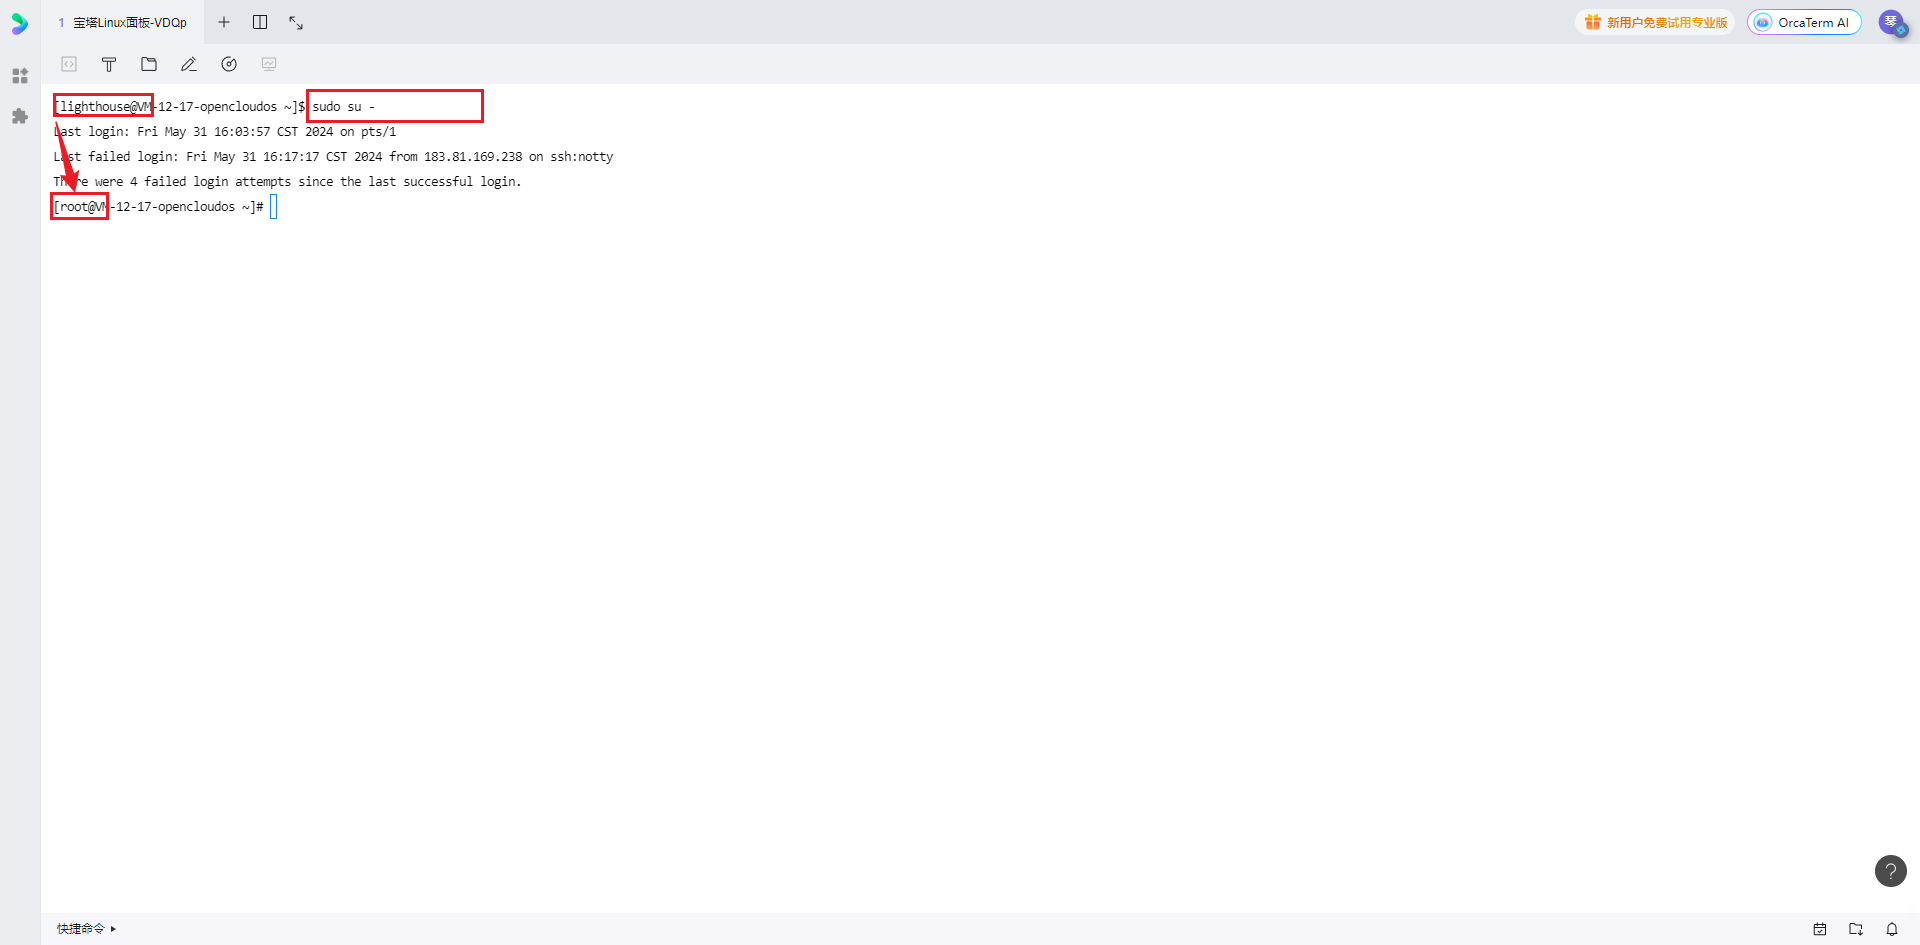 1 宝塔Linux面板-VDQp
新用户免费试用专业版
OrcaTerm AI
琴
[lighthouse@VM-12-17-opencloudos ~]$ sudo su -
Last login: Fri May 31 16:03:57 CST 2024 on pts/1
Last failed login: Fri May 31 16:17:17 CST 2024 from 183.81.169.238 on ssh:notty
There were 4 failed login attempts since the last successful login.
[root@VM-12-17-opencloudos ~]#
?
快捷命令